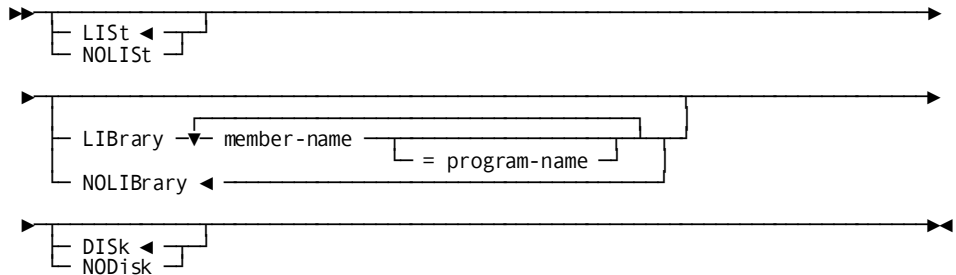 LISt
NOLISt
LIBrary member-name
= program-name
NOLIBrary
DISk
NODisk